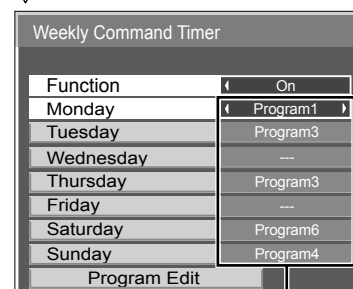 Weekly Command Timer
Function On
Monday Program1
Tuesday Program3
Wednesday ---
Thursday Program3
Friday ---
Saturday Program6
Sunday Program4
Program Edit